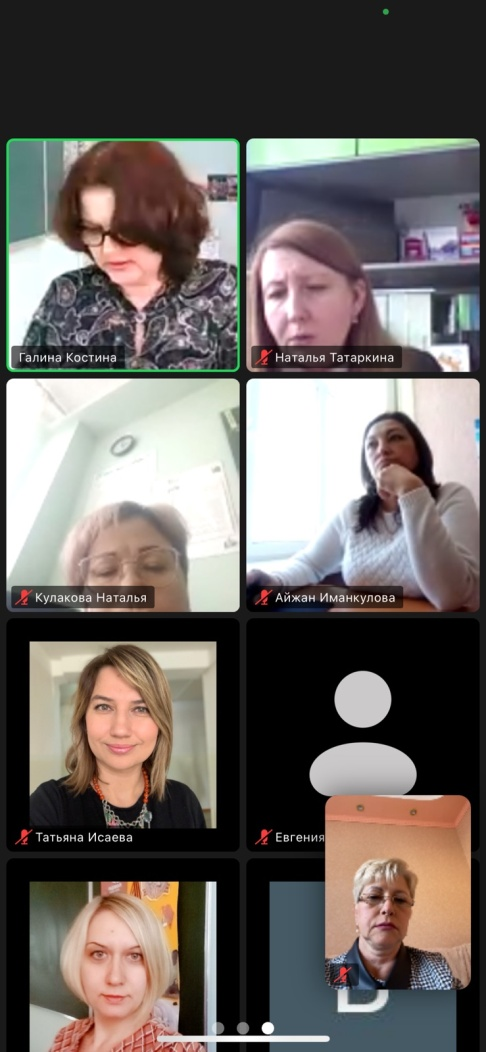 Галина Костина
Наталья Татаркина
Кулакова Наталья
Айжан Иманкулова
Татьяна Исаева
Евгения